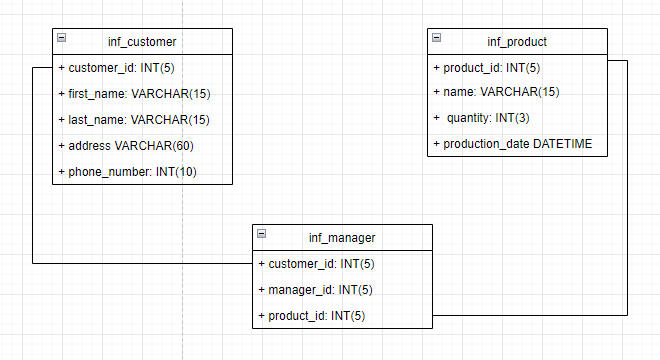 inf_customer
+ customer_id: INT(5)
+ first_name: VARCHAR(15)
+ last_name: VARCHAR(15)
+ address VARCHAR(60)
+ phone_number: INT(10)
inf_product
+ product_id: INT(5)
+ name: VARCHAR(15)
+ quantity: INT(3)
+ production_date DATETIME
inf_manager
+ customer_id: INT(5)
+ manager_id: INT(5)
+ product_id: INT(5)